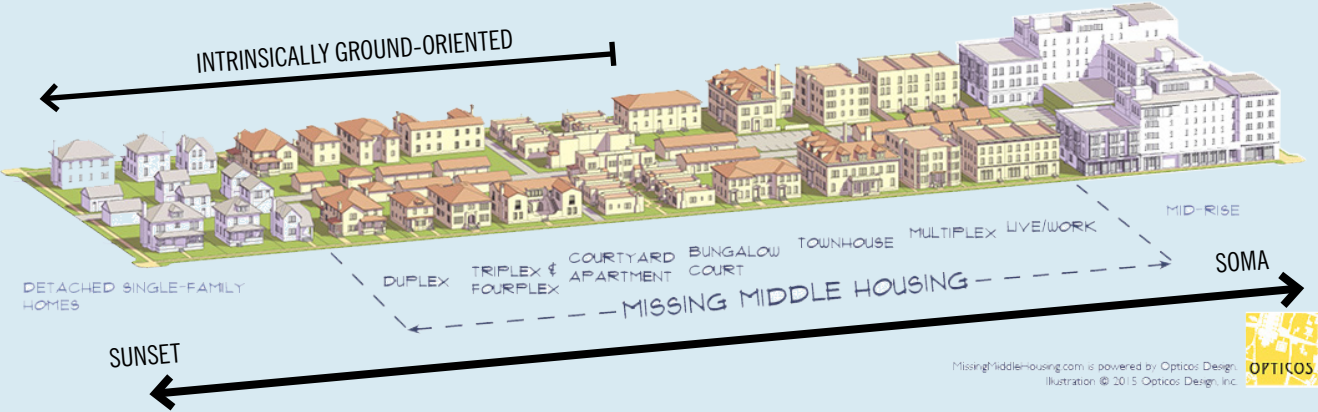 INTRINSICALLY GROUND-ORIENTED
DETACHED SINGLE-FAMILY
HOMES
DUPLEX
TRIPLEX &
FOURPLEX
COURTYARD
APARTMENT
BUNGALOW
COURT
TOWNHOUSE
MULTIPLEX
LIVE/WORK
MID-RISE
MISSING MIDDLE HOUSING
SUNSET
SOMA
MissingMiddleHousing.com is powered by Opticos Design.
Illustration © 2015 Opticos Design, Inc.
OPTICOS